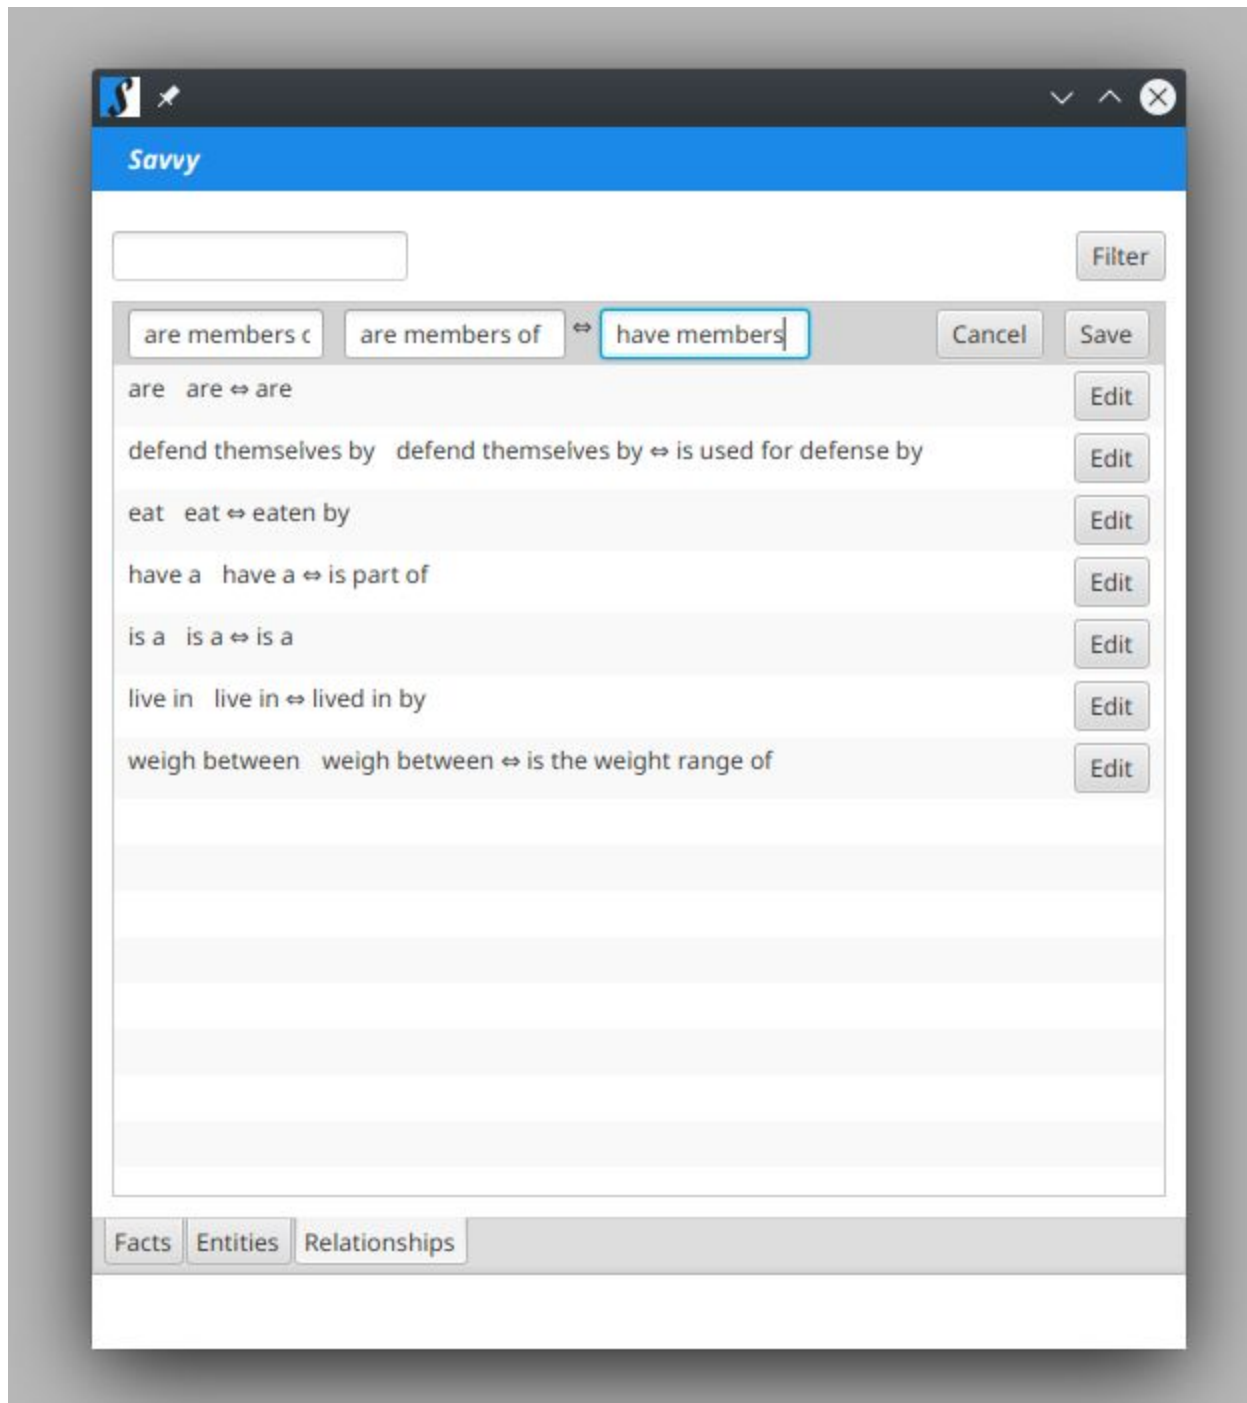 S
Savvy
Filter
are members are members of ⇔ have members Cancel Save
are are ⇔ are Edit
defend themselves by defend themselves by ⇔ is used for defense by Edit
eat eat ⇔ eaten by Edit
have a have a ⇔ is part of Edit
is a is a ⇔ is a Edit
live in live in ⇔ lived in by Edit
weigh between weigh between ⇔ is the weight range of Edit
Facts Entities Relationships